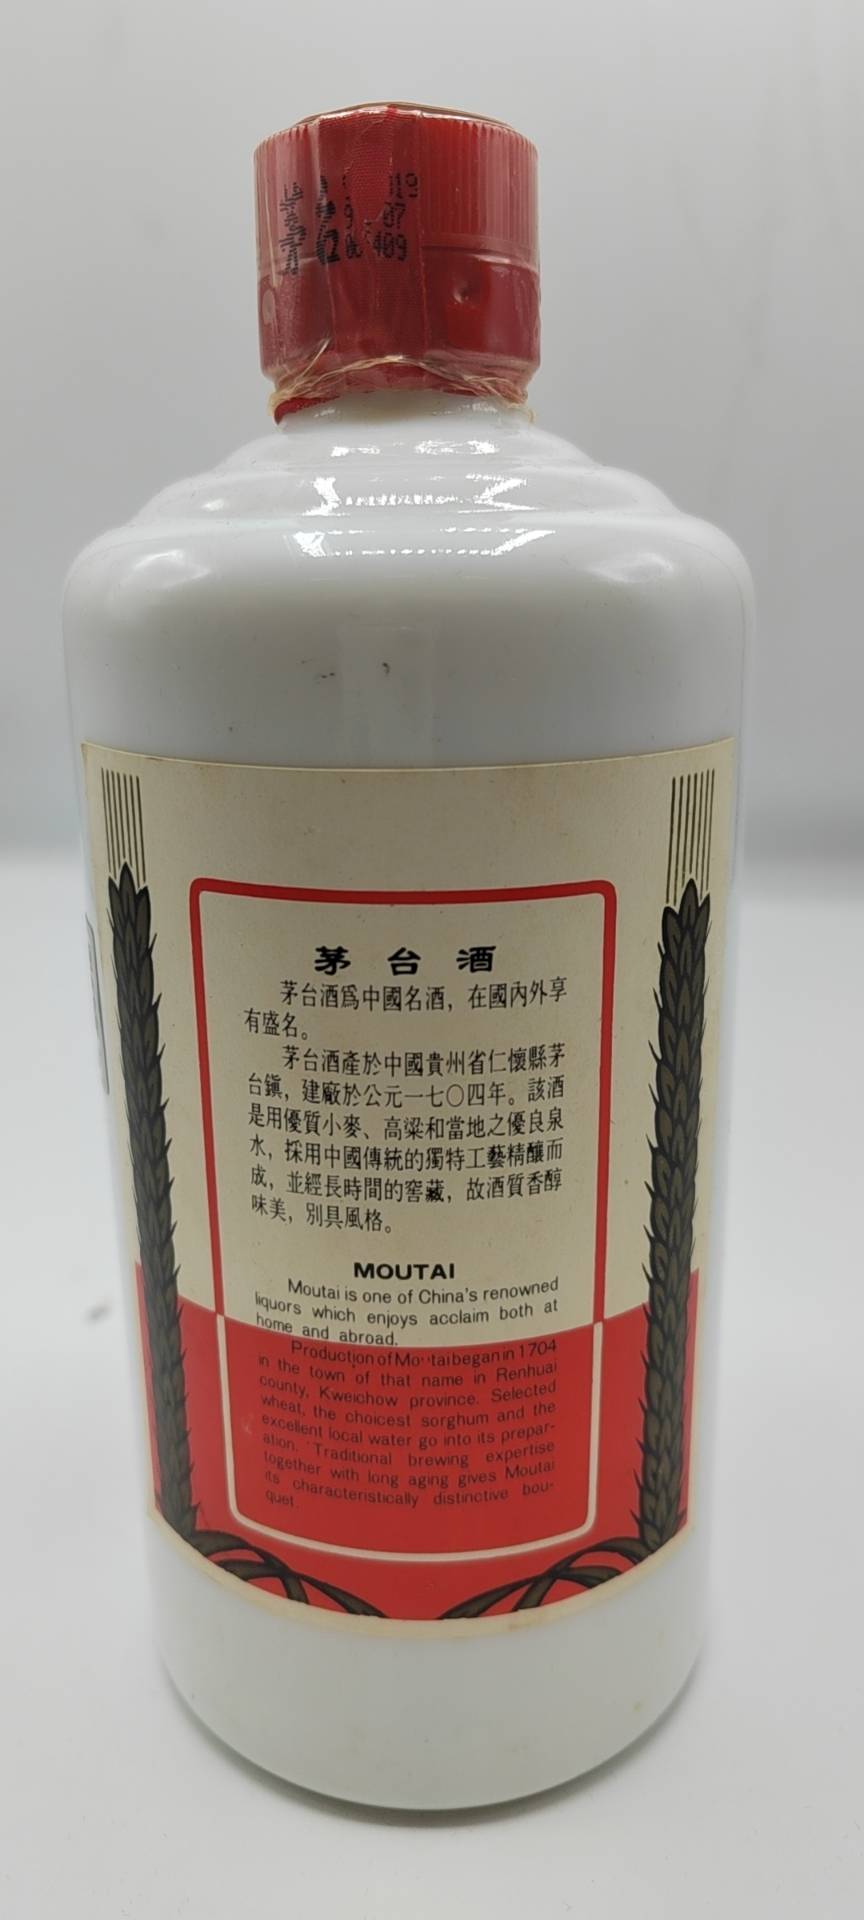 茅台
茅台酒
茅台酒爲中國名酒，在國內外享
有盛名。
茅台酒產於中國貴州省仁懷縣茅
台鎭，建廠於公元一七〇四年。該酒
是用優質小麥、高粱和當地之優良泉
水，採用中國傳統的獨特工藝精釀而
成，並經長時間的窖藏，故酒質香醇
味美，別具風格。
MOUTAI
Moutai is one of China's renowned
liquors which enjoys acclaim both at
home and abroad.
Production of Moutai began in 1704
in the town of that name in Renhuai
county, Kweichow province. Selected
wheat, the choicest sorghum and the
excellent local water go into its prepar-
ation. Traditional brewing expertise
together with long aging gives Moutai
its characteristically distinctive bou-
quet.